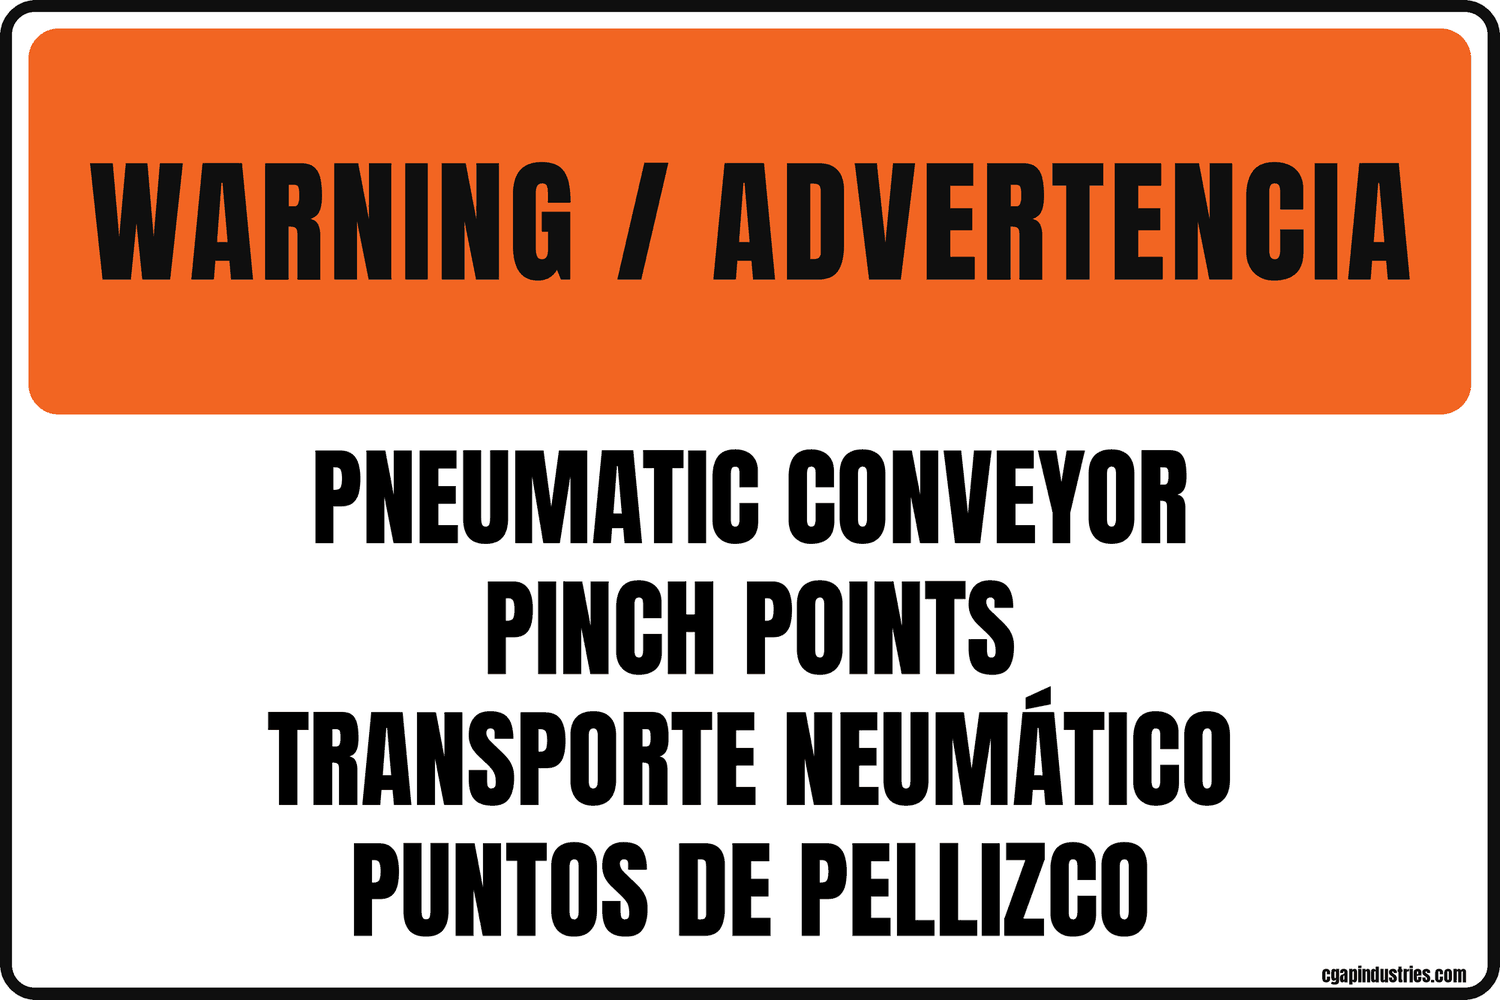 WARNING / ADVERTENCIA
PNEUMATIC CONVEYOR
PINCH POINTS
TRANSPORTE NEUMÁTICO
PUNTOS DE PELLIZCO
cgapindustries.com